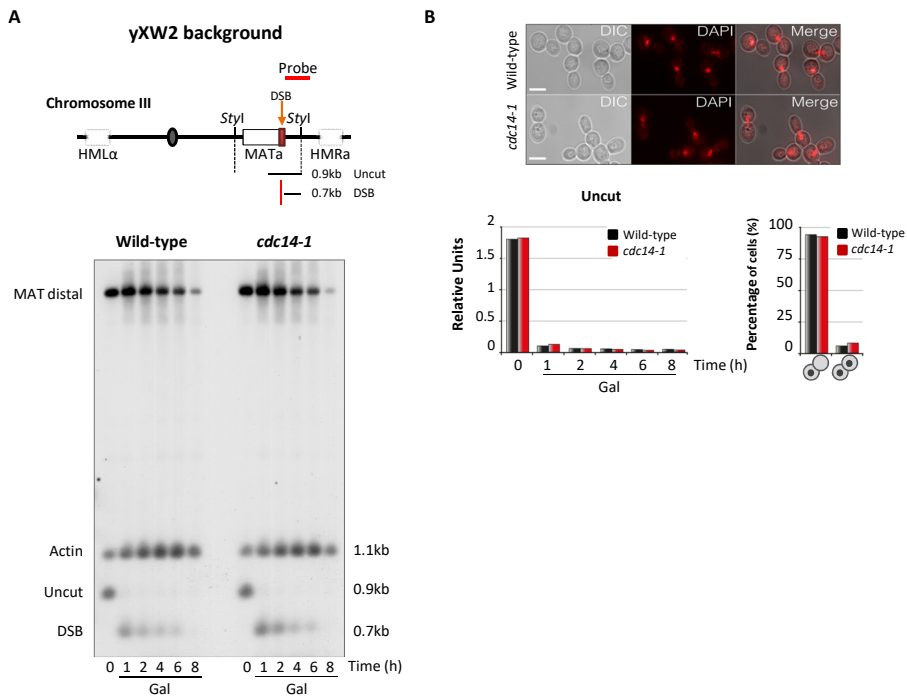 A
yXW2 background
Probe
DSB
Chromosome III
StyI StyI
HMLα MATa HMRa
0.9kb Uncut
0.7kb DSB
Wild-type cdc14-1
MAT distal
Actin 1.1kb
Uncut 0.9kb
DSB 0.7kb
0 1 2 4 6 8 0 1 2 4 6 8 Time (h)
Gal Gal
B
Wild-type
DIC DAPI Merge
cdc14-1
DIC DAPI Merge
Uncut
Relative Units
2
1.5
1
0.5
0
Wild-type
cdc14-1
0 1 2 4 6 8 Time (h)
Gal
Percentage of cells (%)
100
75
50
25
0
Wild-type
cdc14-1